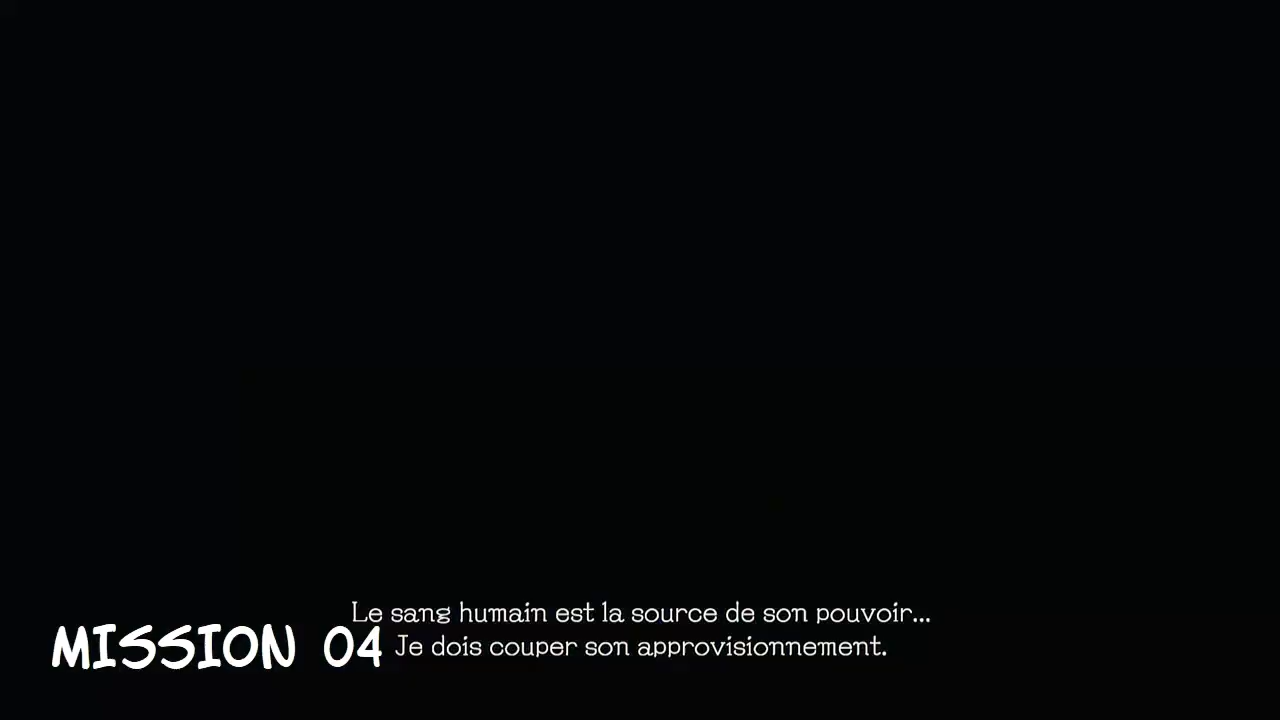 Le sang humain est la source de son pouvoir...
Je dois couper son approvisionnement.
MISSION 04